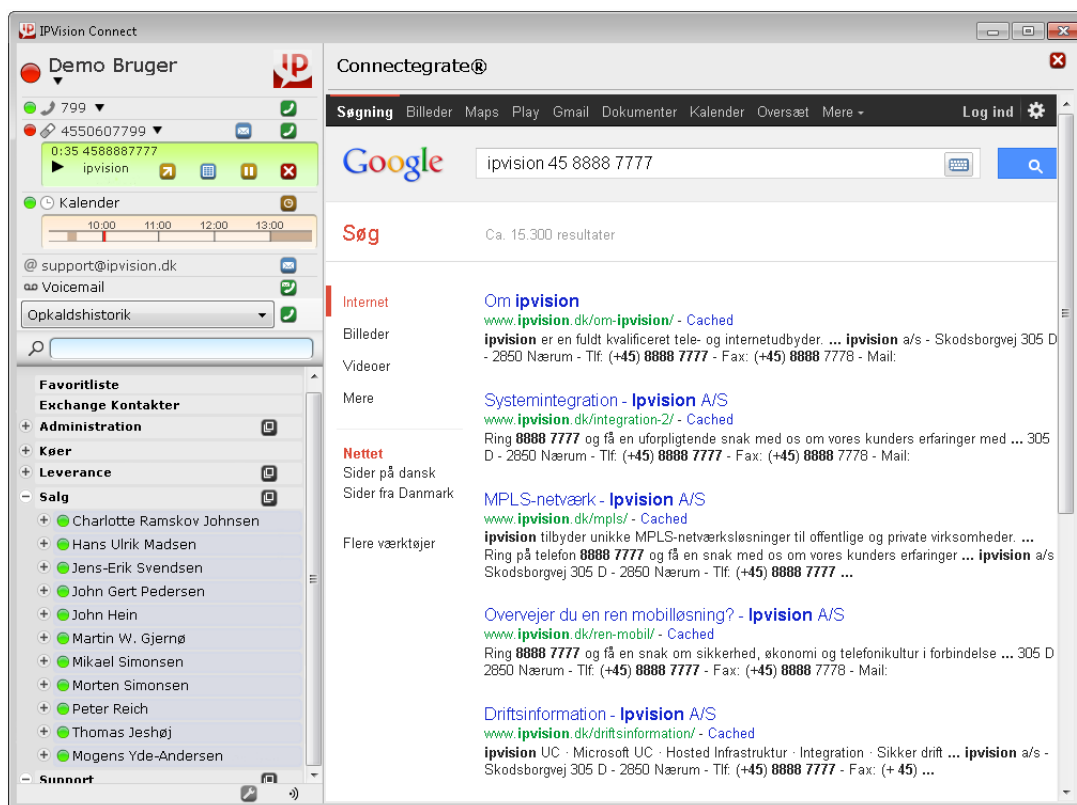 IPVision Connect
Demo Bruger
799
4550607799
0:35 4588887777
ipvision
Kalender
10:00 11:00 12:00 13:00
@ support@ipvision.dk
Voicemail
Opkaldshistorik
Favoritliste
Exchange Kontakter
Administration
Køer
Leverance
Salg
Charlotte Ramskov Johnsen
Hans Ulrik Madsen
Jens-Erik Svendsen
John Gert Pedersen
John Hein
Martin W. Gjernø
Mikael Simonsen
Morten Simonsen
Peter Reich
Thomas Jeshøj
Mogens Yde-Andersen
Support
Connectegrate®
Søgning Billeder Maps Play Gmail Dokumenter Kalender Oversæt Mere
Log ind
Google
ipvision 45 8888 7777
Søg
Ca. 15.300 resultater
Internet
Billeder
Videoer
Mere
Nettet
Sider på dansk
Sider fra Danmark
Flere værktøjer
Om ipvision
www.ipvision.dk/om-ipvision/ - Cached
ipvision er en fuldt kvalificeret tele- og internetudbyder. ... ipvision a/s - Skodsborgvej 305 D
- 2850 Nærum - Tlf: (+45) 8888 7777 - Fax: (+45) 8888 7778 - Mail:
Systemintegration - Ipvision A/S
www.ipvision.dk/integration-2/ - Cached
Ring 8888 7777 og få en uforpligtende snak med os om vores kunders erfaringer med ... 305
D - 2850 Nærum - Tlf: (+45) 8888 7777 - Fax: (+45) 8888 7778 - Mail:
MPLS-netværk - Ipvision A/S
www.ipvision.dk/mpls/ - Cached
ipvision tilbyder unikke MPLS-netværksløsninger til offentlige og private virksomheder. ...
Ring på telefon 8888 7777 og få en snak med os om vores kunders erfaringer ... ipvision a/s
Skodsborgvej 305 D - 2850 Nærum - Tlf: (+45) 8888 7777 ...
Overvejer du en ren mobilløsning? - Ipvision A/S
www.ipvision.dk/ren-mobil/ - Cached
Ring 8888 7777 og få en snak om sikkerhed, økonomi og telefonikultur i forbindelse ... 305 D
2850 Nærum - Tlf: (+45) 8888 7777 - Fax: (+45) 8888 7778 - Mail:
Driftsinformation - Ipvision A/S
www.ipvision.dk/driftsinformation/ - Cached
ipvision UC · Microsoft UC · Hosted Infrastruktur · Integration · Sikker drift ... ipvision a/s -
Skodsborgvej 305 D - 2850 Nærum - Tlf: (+45) 8888 7777 - Fax: (+ 45) ...